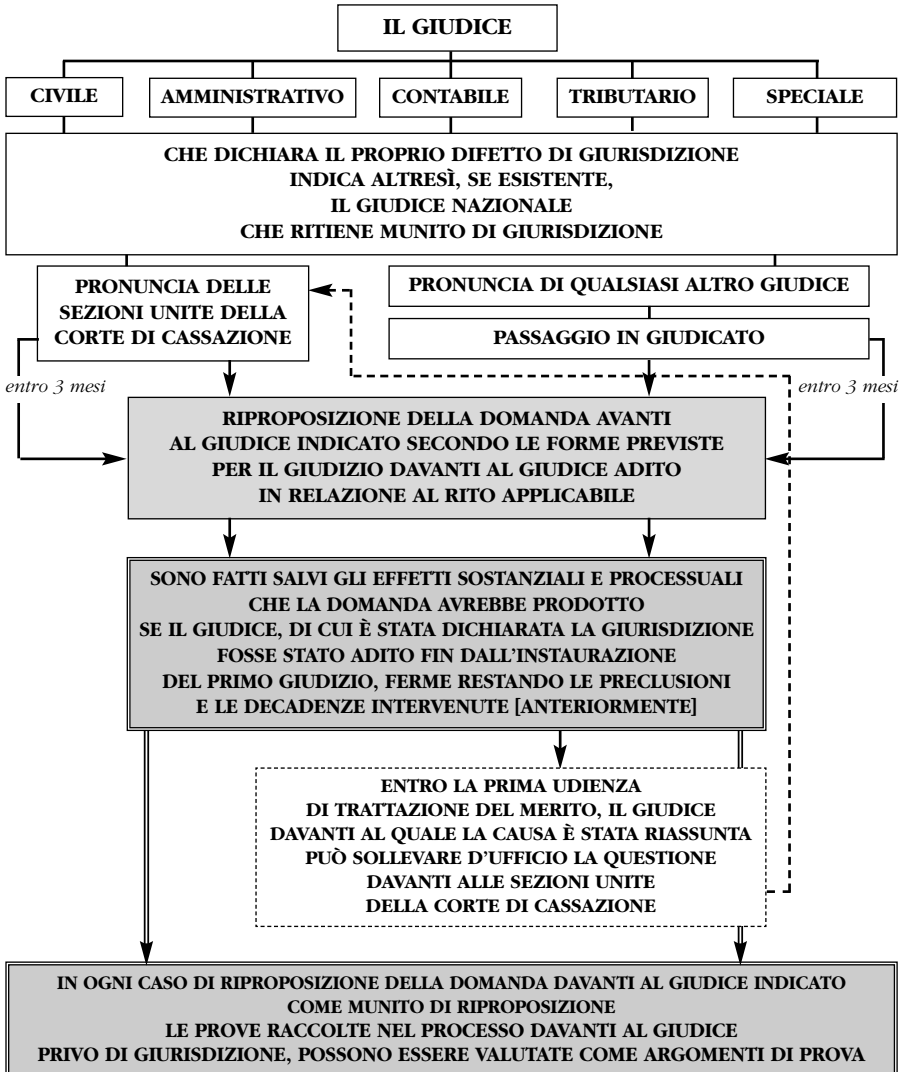 IL GIUDICE
CIVILE
AMMINISTRATIVO
CONTABILE
TRIBUTARIO
SPECIALE
CHE DICHIARA IL PROPRIO DIFETTO DI GIURISDIZIONE
INDICA ALTRESÌ, SE ESISTENTE,
IL GIUDICE NAZIONALE
CHE RITIENE MUNITO DI GIURISDIZIONE
PRONUNCIA DELLE
SEZIONI UNITE DELLA
CORTE DI CASSAZIONE
PRONUNCIA DI QUALSIASI ALTRO GIUDICE
PASSAGGIO IN GIUDICATO
entro 3 mesi
entro 3 mesi
RIPROPOSIZIONE DELLA DOMANDA AVANTI
AL GIUDICE INDICATO SECONDO LE FORME PREVISTE
PER IL GIUDIZIO DAVANTI AL GIUDICE ADITO
IN RELAZIONE AL RITO APPLICABILE
SONO FATTI SALVI GLI EFFETTI SOSTANZIALI E PROCESSUALI
CHE LA DOMANDA AVREBBE PRODOTTO
SE IL GIUDICE, DI CUI È STATA DICHIARATA LA GIURISDIZIONE
FOSSE STATO ADITO FIN DALL'INSTAURAZIONE
DEL PRIMO GIUDIZIO, FERME RESTANDO LE PRECLUSIONI
E LE DECADENZE INTERVENUTE [ANTERIORMENTE]
ENTRO LA PRIMA UDIENZA
DI TRATTAZIONE DEL MERITO, IL GIUDICE
DAVANTI AL QUALE LA CAUSA È STATA RIASSUNTA
PUÒ SOLLEVARE D'UFFICIO LA QUESTIONE
DAVANTI ALLE SEZIONI UNITE
DELLA CORTE DI CASSAZIONE
IN OGNI CASO DI RIPROPOSIZIONE DELLA DOMANDA DAVANTI AL GIUDICE INDICATO
COME MUNITO DI RIPROPOSIZIONE
LE PROVE RACCOLTE NEL PROCESSO DAVANTI AL GIUDICE
PRIVO DI GIURISDIZIONE, POSSONO ESSERE VALUTATE COME ARGOMENTI DI PROVA